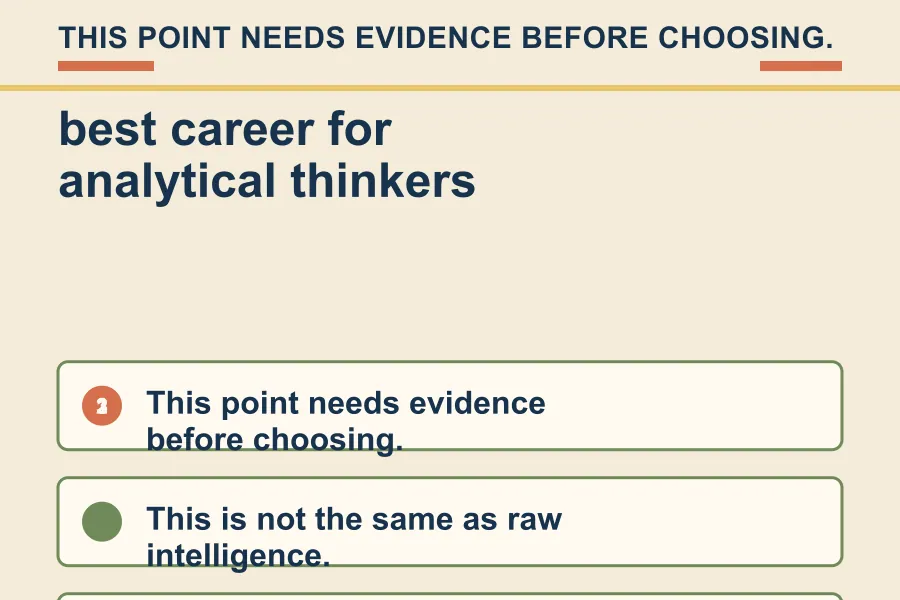 THIS POINT NEEDS EVIDENCE BEFORE CHOOSING.
best career for
analytical thinkers
This point needs evidence
before choosing.
This is not the same as raw
intelligence.